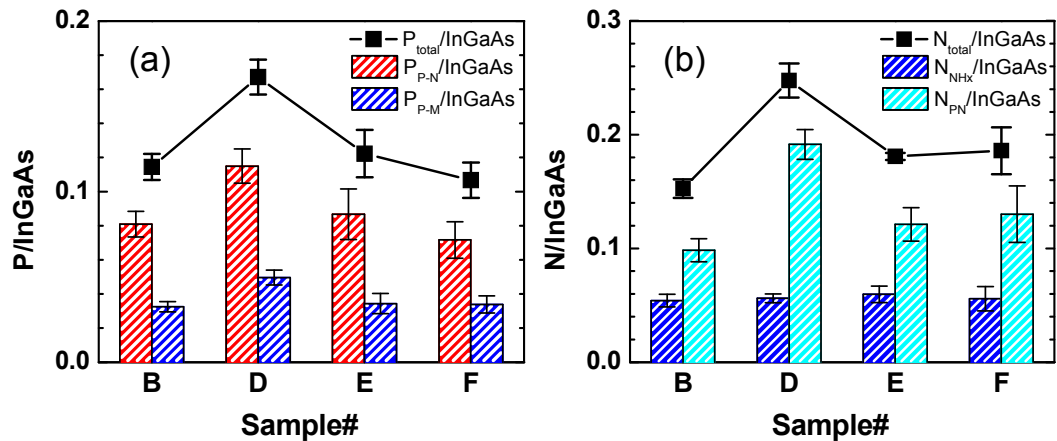 (a)
P_total/InGaAs
P_P-N/InGaAs
P_P-M/InGaAs
P/InGaAs
0.2
0.1
0.0
B D E F
Sample#
(b)
N_total/InGaAs
N_NHx/InGaAs
N_PN/InGaAs
N/InGaAs
0.3
0.2
0.1
0.0
B D E F
Sample#